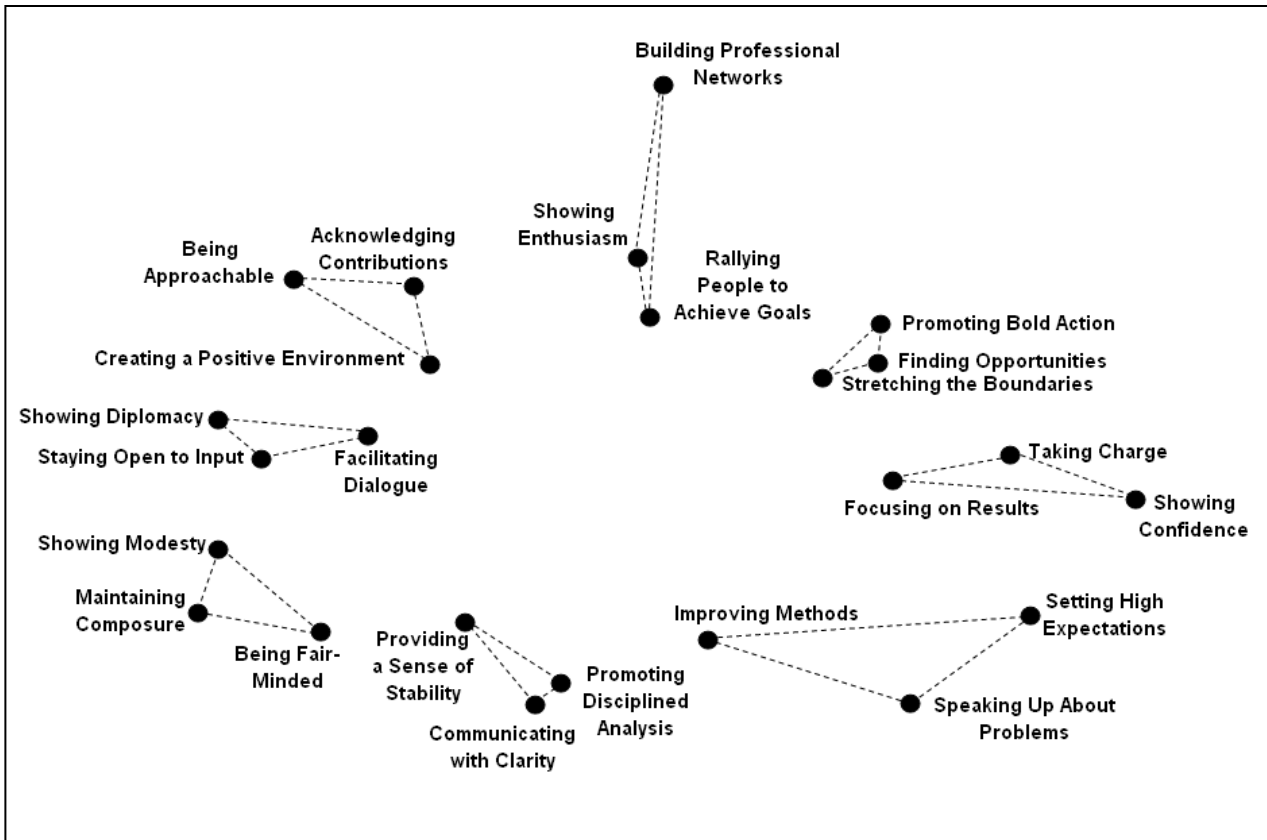 Building Professional
Networks
Showing
Enthusiasm
Rallying
People to
Achieve Goals
Being
Approachable
Acknowledging
Contributions
Creating a Positive Environment
Promoting Bold Action
Finding Opportunities
Stretching the Boundaries
Showing Diplomacy
Staying Open to Input
Facilitating
Dialogue
Taking Charge
Focusing on Results
Showing
Confidence
Showing Modesty
Maintaining
Composure
Being Fair-
Minded
Providing
a Sense of
Stability
Promoting
Disciplined
Analysis
Communicating
with Clarity
Improving Methods
Setting High
Expectations
Speaking Up About
Problems